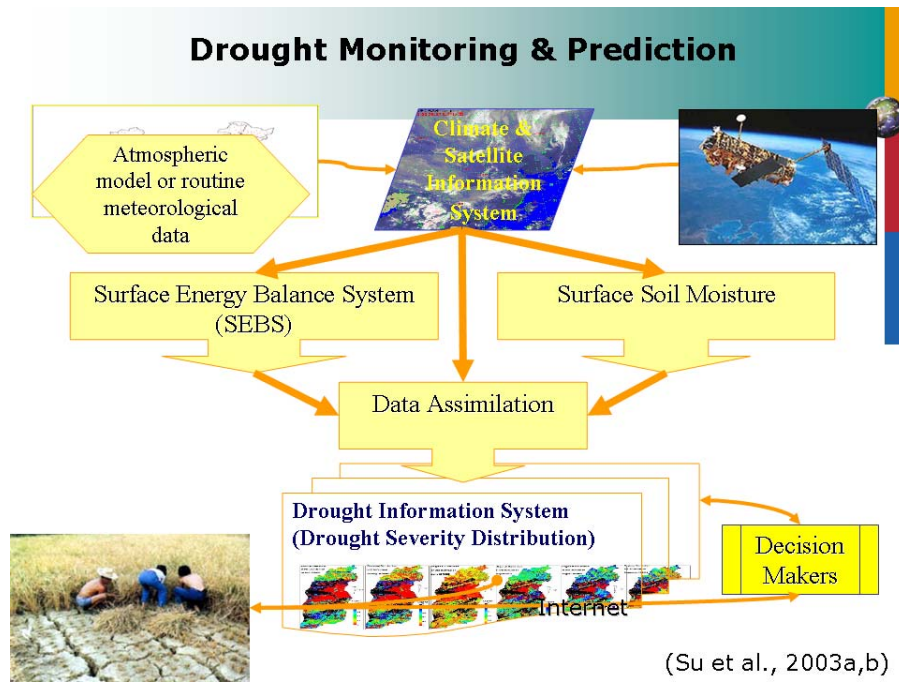 Drought Monitoring & Prediction
Atmospheric
model or routine
meteorological
data
Climate &
Satellite
Information
System
Surface Energy Balance System
(SEBS)
Surface Soil Moisture
Data Assimilation
Drought Information System
(Drought Severity Distribution)
Internet
Decision
Makers
(Su et al., 2003a,b)